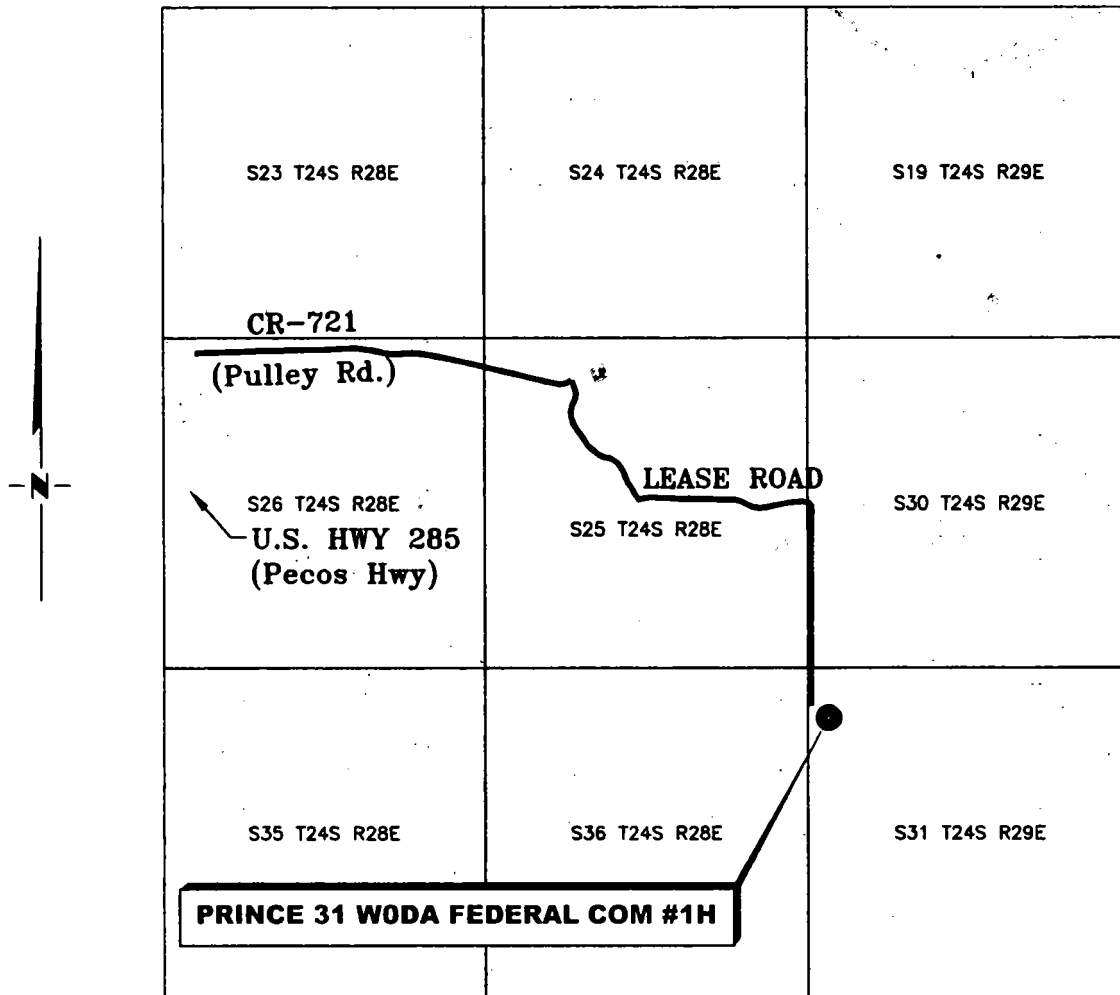 S23 T24S R28E
S24 T24S R28E
S19 T24S R29E
CR-721
(Pulley Rd.)
LEASE ROAD
-N-
S26 T24S R28E
S30 T24S R29E
U.S. HWY 285
S25 T24S R28E
(Pecos Hwy)
S35 T24S R28E
S36 T24S R28E
S31 T24S R29E
PRINCE 31 W0DA FEDERAL COM #1H